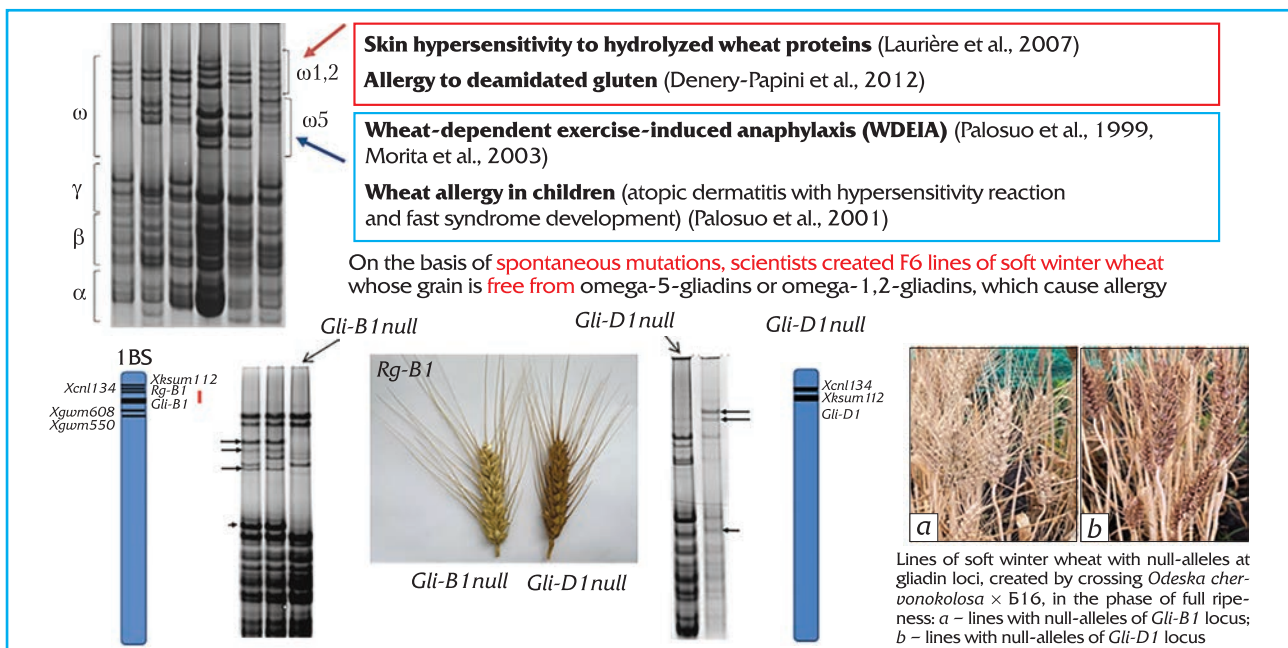 ω
γ
β
α
ω1,2
ω5
Skin hypersensitivity to hydrolyzed wheat proteins (Laurière et al., 2007)
Allergy to deamidated gluten (Denery-Papini et al., 2012)
Wheat-dependent exercise-induced anaphylaxis (WDEIA) (Palosuo et al., 1999,
Morita et al., 2003)
Wheat allergy in children (atopic dermatitis with hypersensitivity reaction
and fast syndrome development) (Palosuo et al., 2001)
On the basis of spontaneous mutations, scientists created F6 lines of soft winter wheat
whose grain is free from omega-5-gliadins or omega-1,2-gliadins, which cause allergy
Gli-B1null
Gli-D1null
Gli-D1null
1BS
Xcnl134
Xgwm608
Xgwm550
Xksum112
Rg-B1
Gli-B1
Rg-B1
Gli-B1null Gli-D1null
Xcnl134
Xksum112
Gli-D1
a
b
Lines of soft winter wheat with null-alleles at
gliadin loci, created by crossing Odeska cher-
vonokolosa × Б16, in the phase of full ripe-
ness: a – lines with null-alleles of Gli-B1 locus;
b – lines with null-alleles of Gli-D1 locus